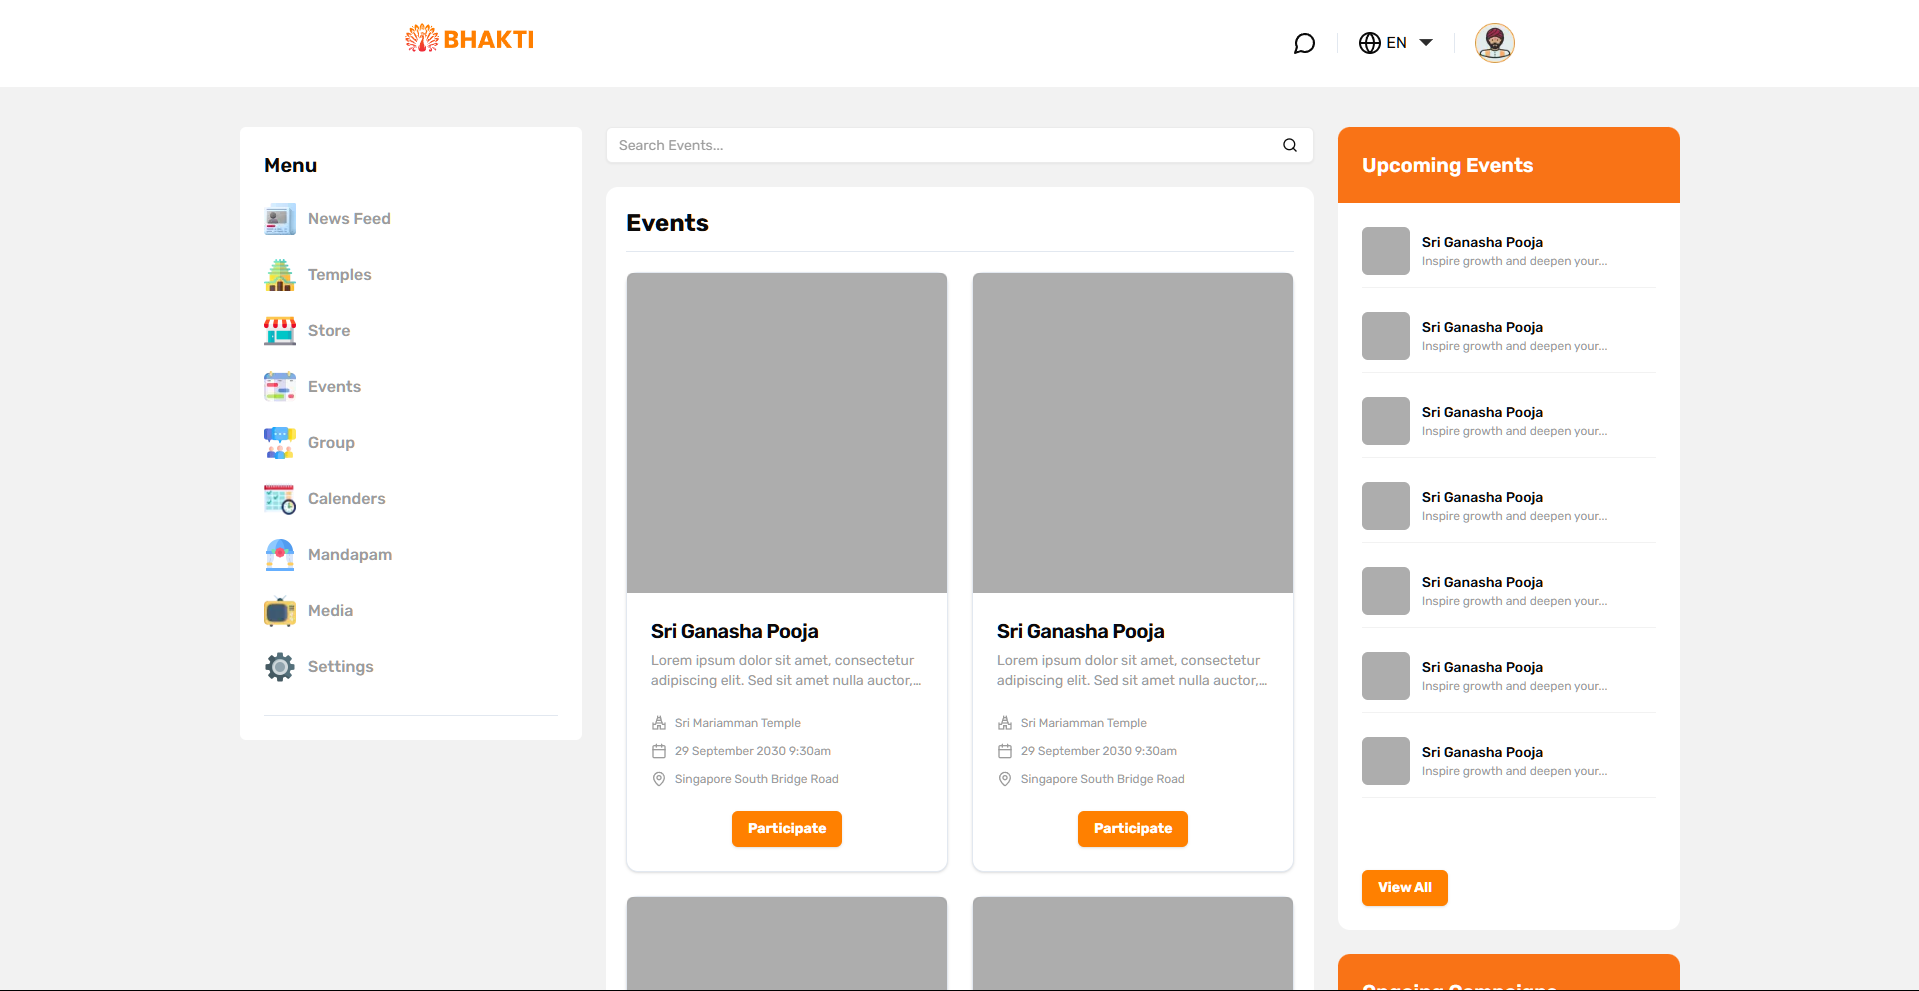 BHAKTI
EN
Menu
News Feed
Temples
Store
Events
Group
Calenders
Mandapam
Media
Settings
Search Events...
Events
Sri Ganasha Pooja
Lorem ipsum dolor sit amet, consectetur
adipiscing elit. Sed sit amet nulla auctor,...
Sri Mariamman Temple
29 September 2030 9:30am
Singapore South Bridge Road
Participate
Sri Ganasha Pooja
Lorem ipsum dolor sit amet, consectetur
adipiscing elit. Sed sit amet nulla auctor,...
Sri Mariamman Temple
29 September 2030 9:30am
Singapore South Bridge Road
Participate
Upcoming Events
Sri Ganasha Pooja
Inspire growth and deepen your...
Sri Ganasha Pooja
Inspire growth and deepen your...
Sri Ganasha Pooja
Inspire growth and deepen your...
Sri Ganasha Pooja
Inspire growth and deepen your...
Sri Ganasha Pooja
Inspire growth and deepen your...
Sri Ganasha Pooja
Inspire growth and deepen your...
Sri Ganasha Pooja
Inspire growth and deepen your...
View All
Ongoing Campaigns